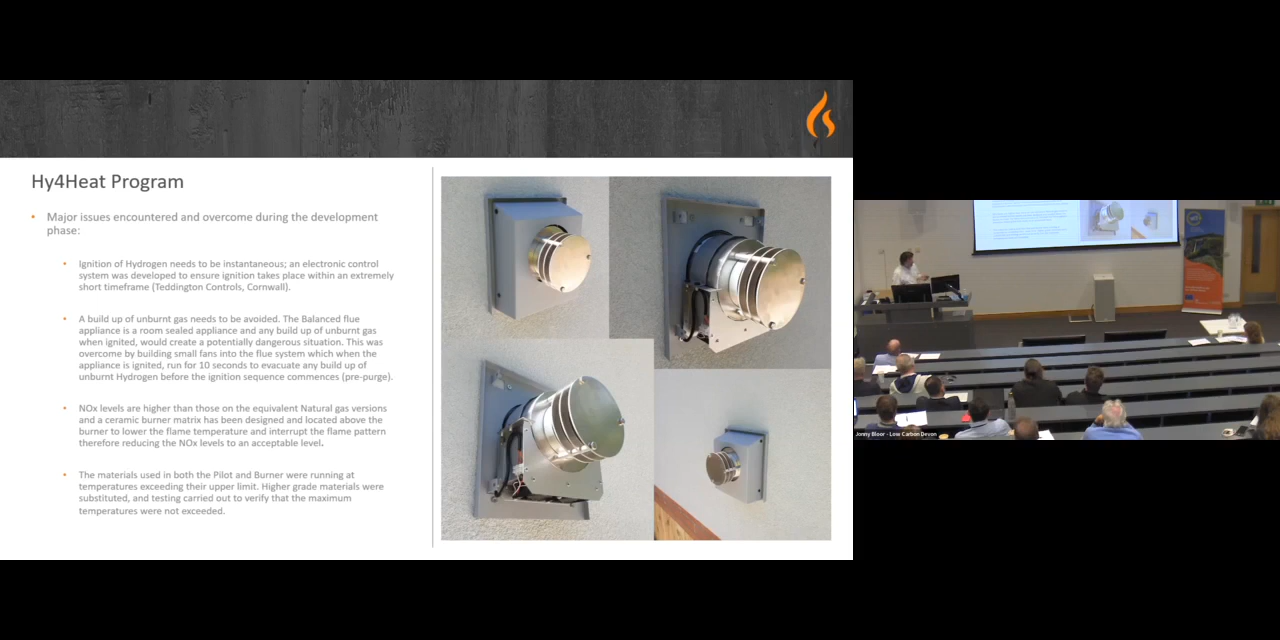 Hy4Heat Program
• Major issues encountered and overcome during the development
phase:
• Ignition of Hydrogen needs to be instantaneous; an electronic control
system was developed to ensure ignition takes place within an extremely
short timeframe (Teddington Controls, Cornwall).
• A build up of unburnt gas needs to be avoided. The Balanced flue
appliance is a room sealed appliance and any build up of unburnt gas
when ignited, would create a potentially dangerous situation. This was
overcome by building small fans into the flue system which when the
appliance is ignited, run for 10 seconds to evacuate any build up of
unburnt Hydrogen before the ignition sequence commences (pre-purge).
• NOx levels are higher than those on the equivalent Natural gas versions
and a ceramic burner matrix has been designed and located above the
burner to lower the flame temperature and interrupt the flame pattern
therefore reducing the NOx levels to an acceptable level.
• The materials used in both the Pilot and Burner were running at
temperatures exceeding their upper limit. Higher grade materials were
substituted, and testing carried out to verify that the maximum
temperatures were not exceeded.
Jonny Bloor - Low Carbon Devon